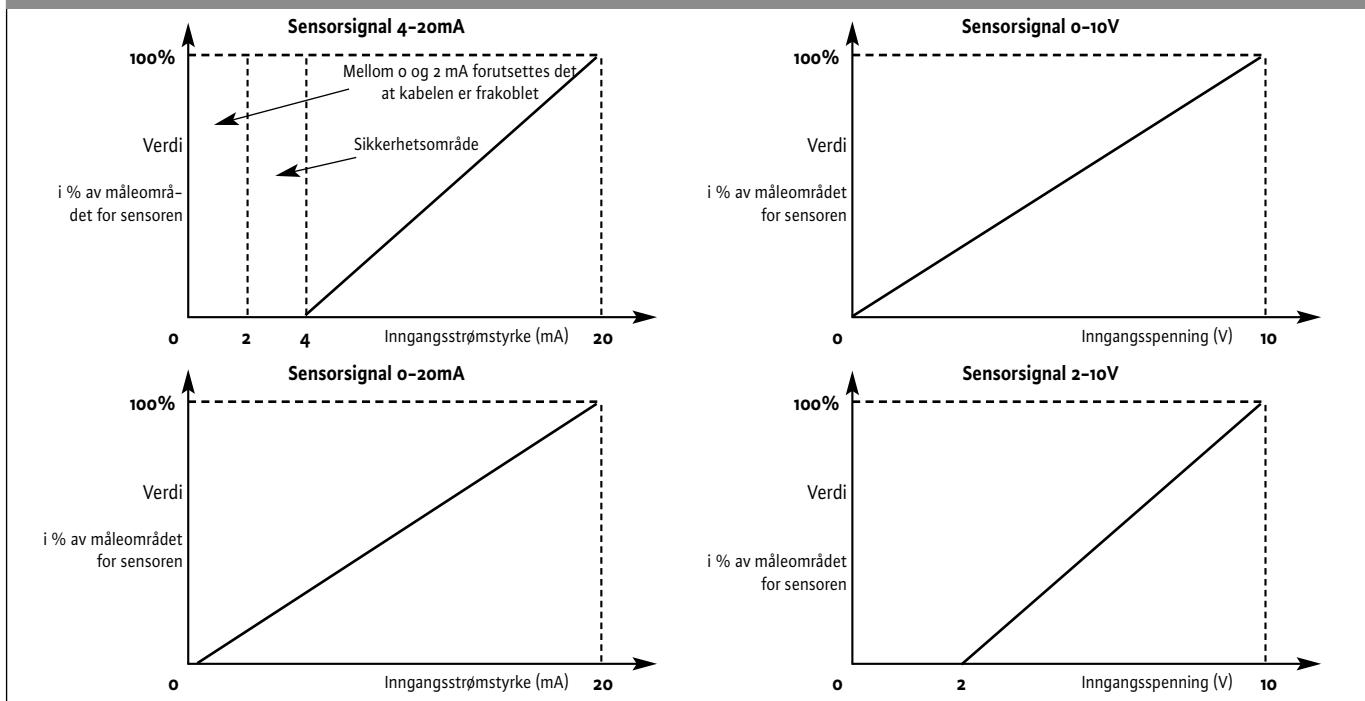 Sensorsignal 4-20mA
100%
Mellom 0 og 2 mA forutsettes det
at kabelen er frakoblet
Verdi
Sikkerhetsområde
i % av måleområ-
det for sensoren
0 2 4 Inngangsstrømstyrke (mA) 20
Sensorsignal 0-10V
100%
Verdi
i % av måleområdet
for sensoren
0 Inngangsspenning (V) 10
Sensorsignal 0-20mA
100%
Verdi
i % av måleområdet
for sensoren
0 Inngangsstrømstyrke (mA) 20
Sensorsignal 2-10V
100%
Verdi
i % av måleområdet
for sensoren
0 2 Inngangsspenning (V) 10